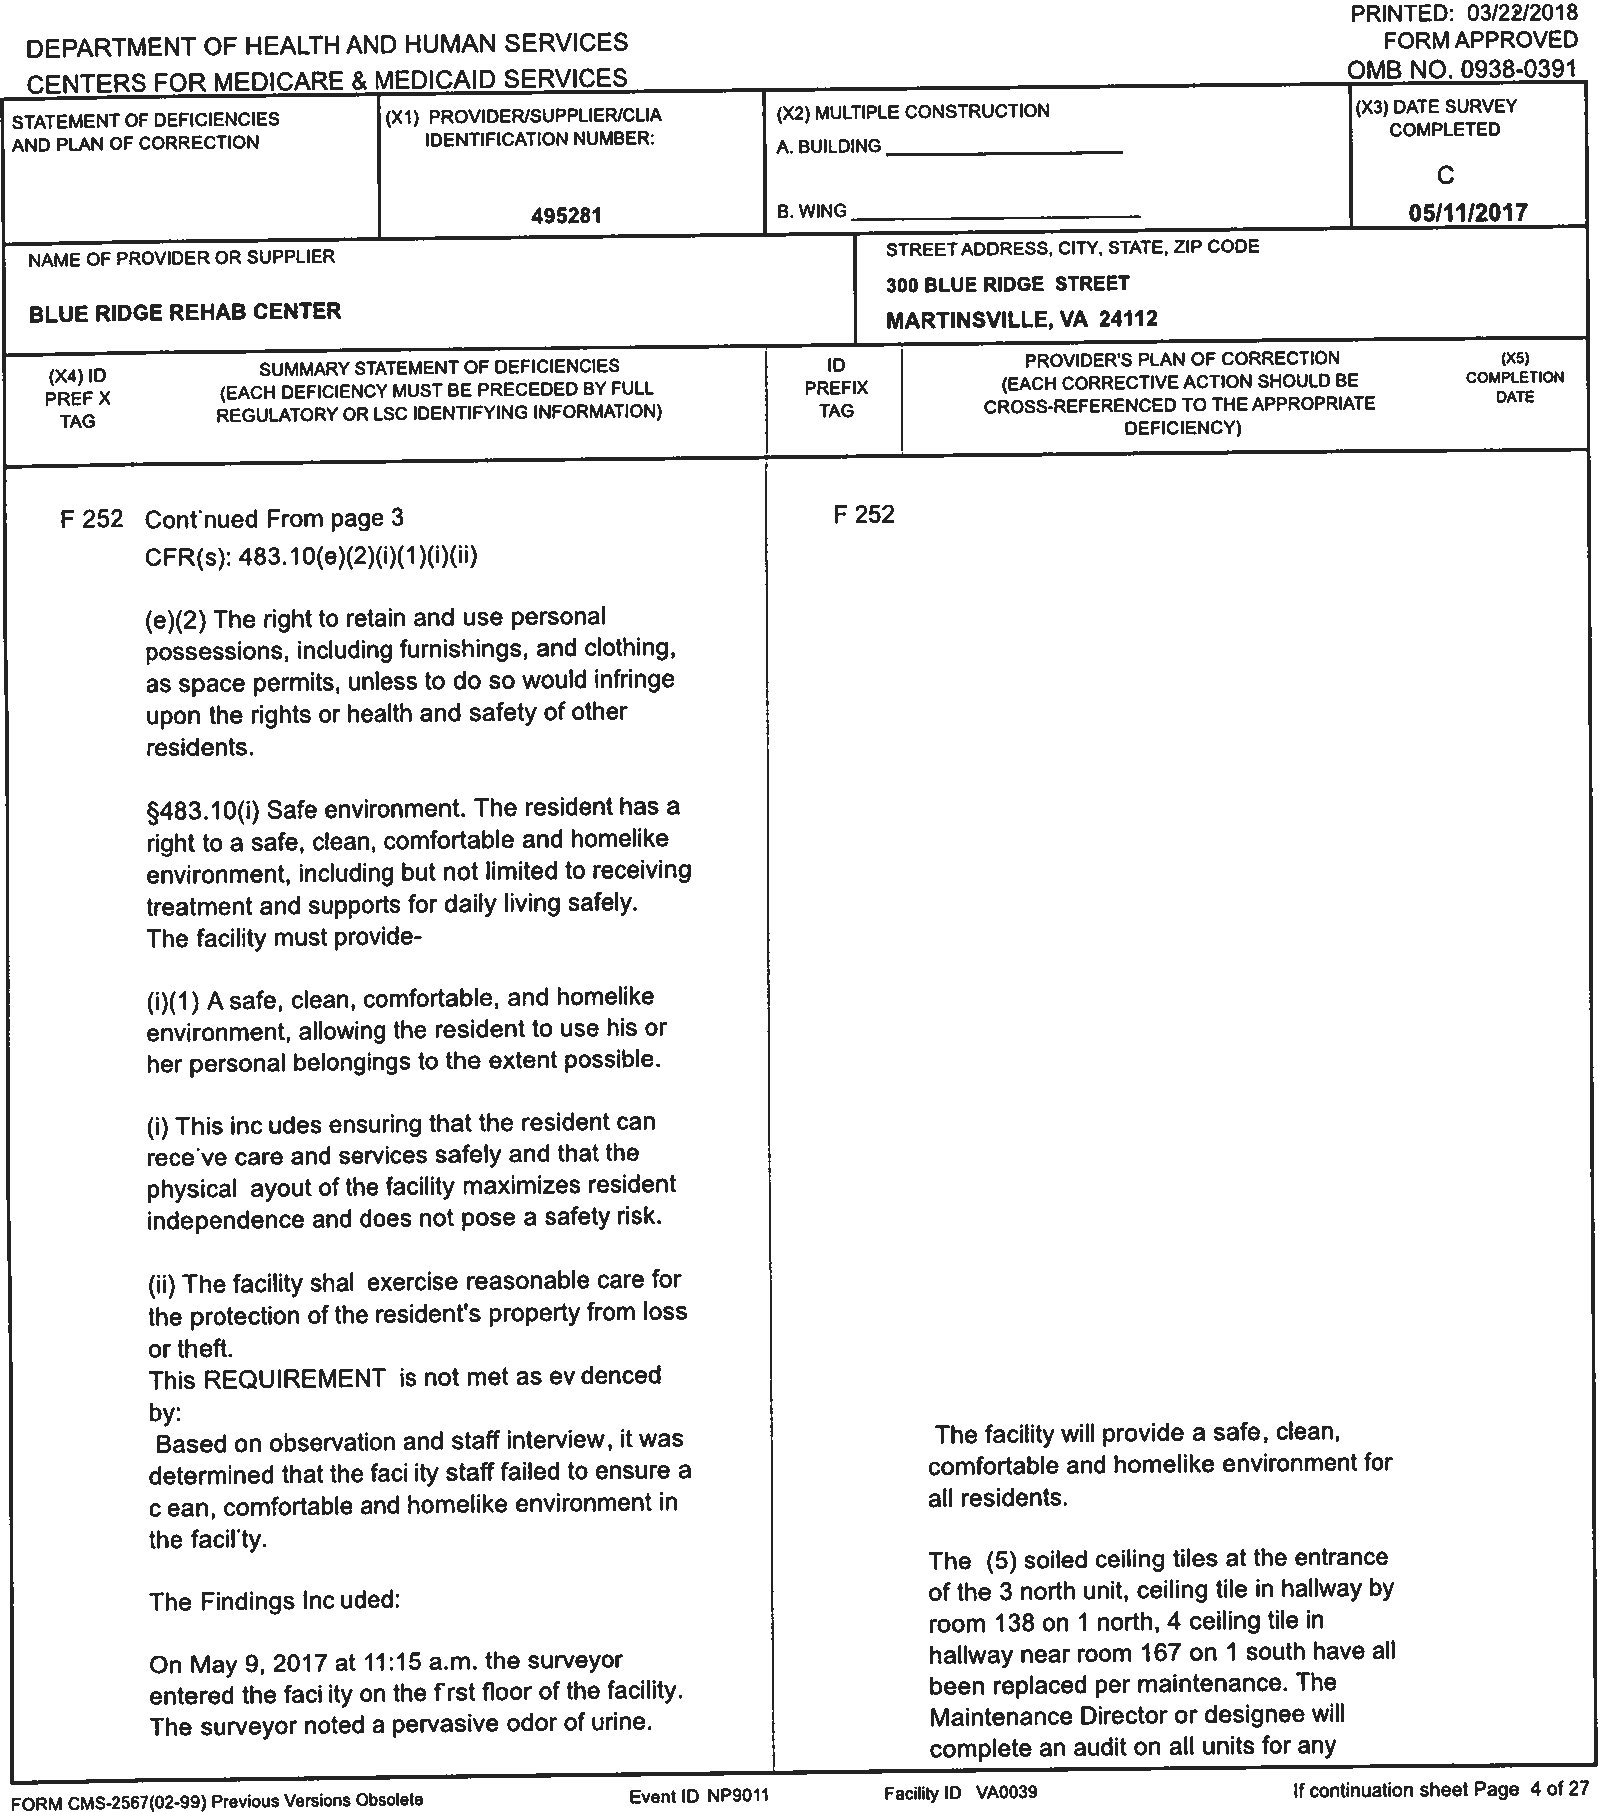 PRINTED: 03/22/2018
DEPARTMENT OF HEALTH AND HUMAN SERVICES
FORM APPROVED
CENTERS FOR MEDICARE & MEDICAID SERVICES
OMB NO. 0938-0391
STATEMENT OF DEFICIENCIES
AND PLAN OF CORRECTION
(X1) PROVIDER/SUPPLIER/CLIA
IDENTIFICATION NUMBER:
495281
(X2) MULTIPLE CONSTRUCTION
A. BUILDING
B. WING
(X3) DATE SURVEY
COMPLETED
C
05/11/2017
NAME OF PROVIDER OR SUPPLIER
BLUE RIDGE REHAB CENTER
STREET ADDRESS, CITY, STATE, ZIP CODE
300 BLUE RIDGE STREET
MARTINSVILLE, VA 24112
(X4) ID
PREF X
TAG
SUMMARY STATEMENT OF DEFICIENCIES
(EACH DEFICIENCY MUST BE PRECEDED BY FULL
REGULATORY OR LSC IDENTIFYING INFORMATION)
ID
PREFIX
TAG
PROVIDER'S PLAN OF CORRECTION
(EACH CORRECTIVE ACTION SHOULD BE
CROSS-REFERENCED TO THE APPROPRIATE
DEFICIENCY)
(X5)
COMPLETION
DATE
F 252 Cont'nued From page 3
CFR(s): 483.10(e)(2)(i)(1)(i)(ii)
(e)(2) The right to retain and use personal
possessions, including furnishings, and clothing,
as space permits, unless to do so would infringe
upon the rights or health and safety of other
residents.
§483.10(i) Safe environment. The resident has a
right to a safe, clean, comfortable and homelike
environment, including but not limited to receiving
treatment and supports for daily living safely.
The facility must provide-
(i)(1) A safe, clean, comfortable, and homelike
environment, allowing the resident to use his or
her personal belongings to the extent possible.
(i) This inc udes ensuring that the resident can
rece've care and services safely and that the
physical ayout of the facility maximizes resident
independence and does not pose a safety risk.
(ii) The facility shal exercise reasonable care for
the protection of the resident's property from loss
or theft.
This REQUIREMENT is not met as ev denced
by:
Based on observation and staff interview, it was
determined that the faci ity staff failed to ensure a
c ean, comfortable and homelike environment in
the facil'ty.
The Findings Inc uded:
On May 9, 2017 at 11:15 a.m. the surveyor
entered the faci ity on the f rst floor of the facility.
The surveyor noted a pervasive odor of urine.
F 252
The facility will provide a safe, clean,
comfortable and homelike environment for
all residents.
The (5) soiled ceiling tiles at the entrance
of the 3 north unit, ceiling tile in hallway by
room 138 on 1 north, 4 ceiling tile in
hallway near room 167 on 1 south have all
been replaced per maintenance. The
Maintenance Director or designee will
complete an audit on all units for any
FORM CMS-2567(02-99) Previous Versions Obsolete
Event ID NP9011
Facility ID VA0039
If continuation sheet Page 4 of 27